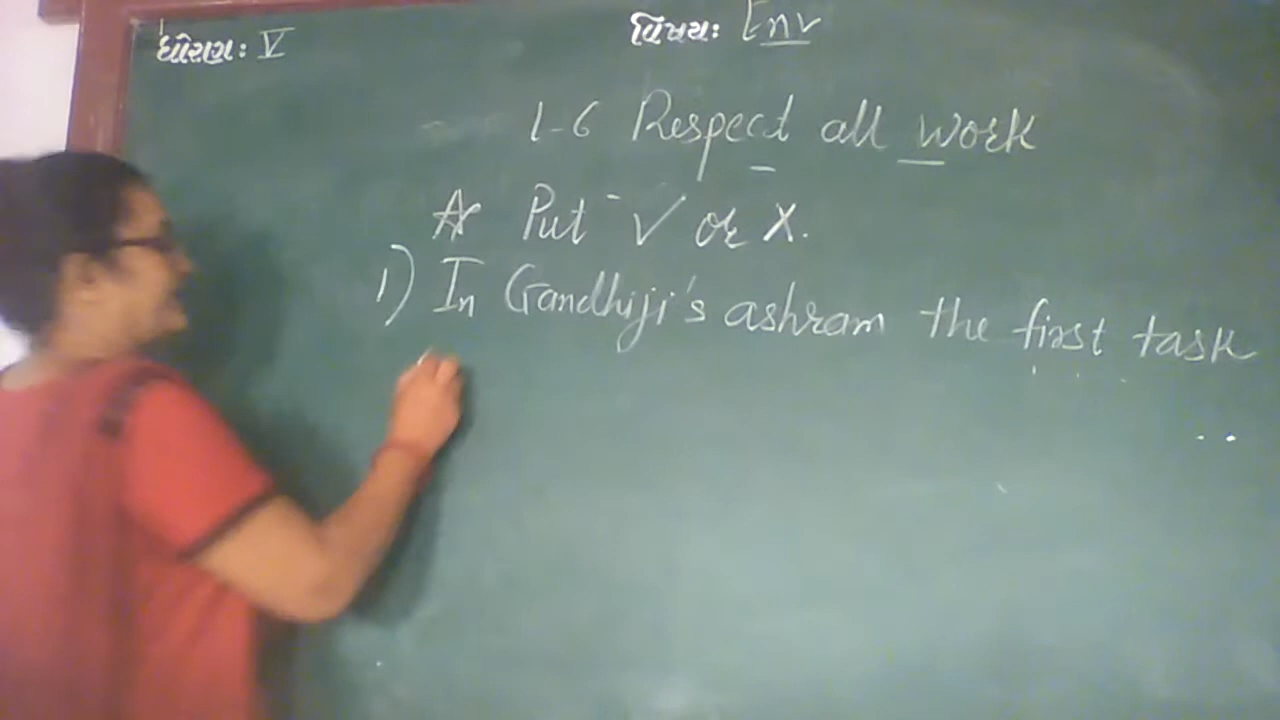 ધોરણ: V
વિષય: Env
1-6 Respect all work
☆ Put ✓ or X.
1) In Gandhiji's ashram the first task